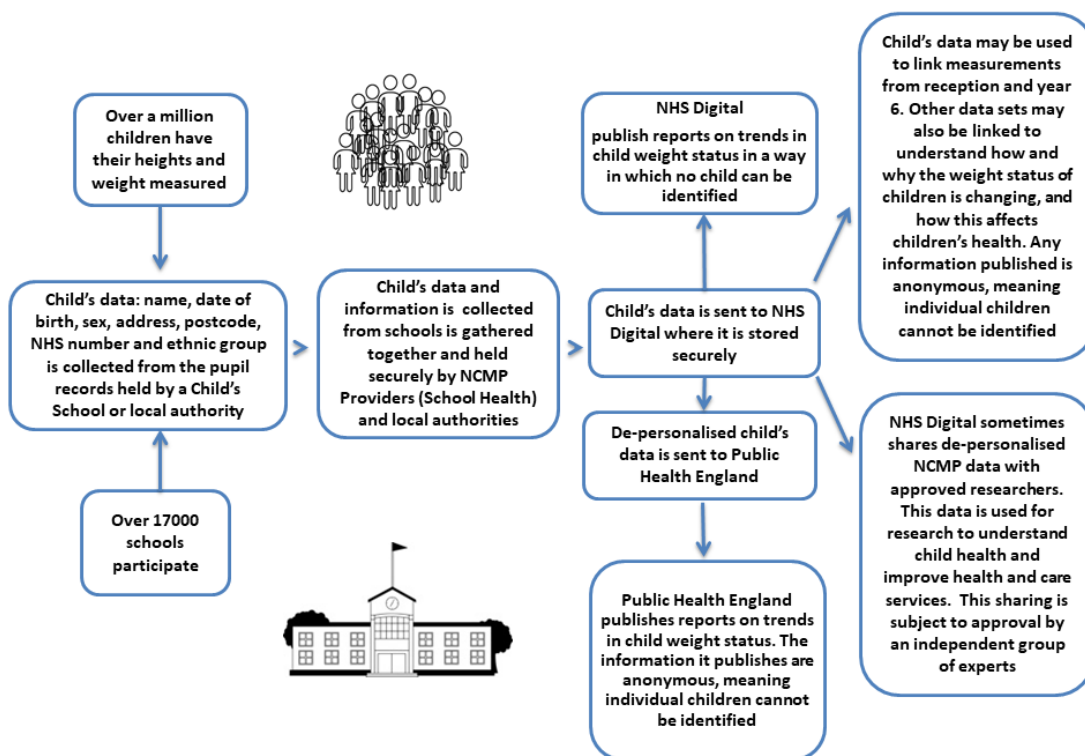 Over a million
children have
their heights and
weight measured
Child's data: name, date of
birth, sex, address, postcode,
NHS number and ethnic group
is collected from the pupil
records held by a Child's
School or local authority
Over 17000
schools
participate
Child's data and
information is  collected
from schools is gathered
together and held
securely by NCMP
Providers (School Health)
and local authorities
NHS Digital
publish reports on trends in
child weight status in a way
in which no child can be
identified
Child's data is sent to NHS
Digital where it is stored
securely
De-personalised child's
data is sent to Public
Health England
Public Health England
publishes reports on trends
in child weight status. The
information it publishes are
anonymous, meaning
individual children cannot
be identified
Child's data may be used
to link measurements
from reception and year
6. Other data sets may
also be linked to
understand how and
why the weight status of
children is changing, and
how this affects
children's health. Any
information published is
anonymous, meaning
individual children
cannot be identified
NHS Digital sometimes
shares de-personalised
NCMP data with
approved researchers.
This data is used for
research to understand
child health and
improve health and care
services.  This sharing is
subject to approval by
an independent group
of experts